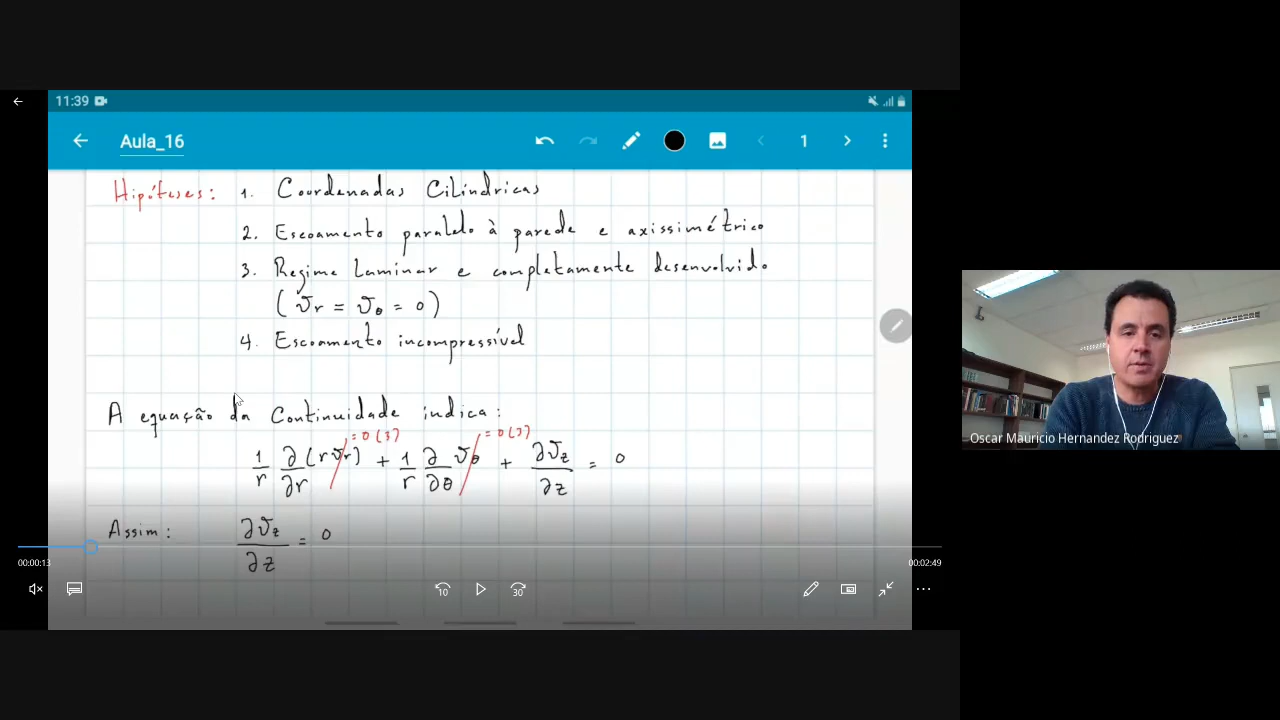 11:39
Aula_16
1
Hipóteses: 1. Coordenadas Cilíndricas
2. Escoamento paralelo à parede e axissimétrico
3. Regime Laminar e completamente desenvolvido
(vr = vθ = 0)
4. Escoamento incompressível
A equação da Continuidade indica:
= 0 (3) = 0 (3)
1/r ∂(r vr)/∂r + 1/r ∂/∂θ vθ + ∂vz/∂z = 0
Assim: ∂vz/∂z = 0
00:00:13
00:02:49
10
30
Oscar Mauricio Hernandez Rodriguez